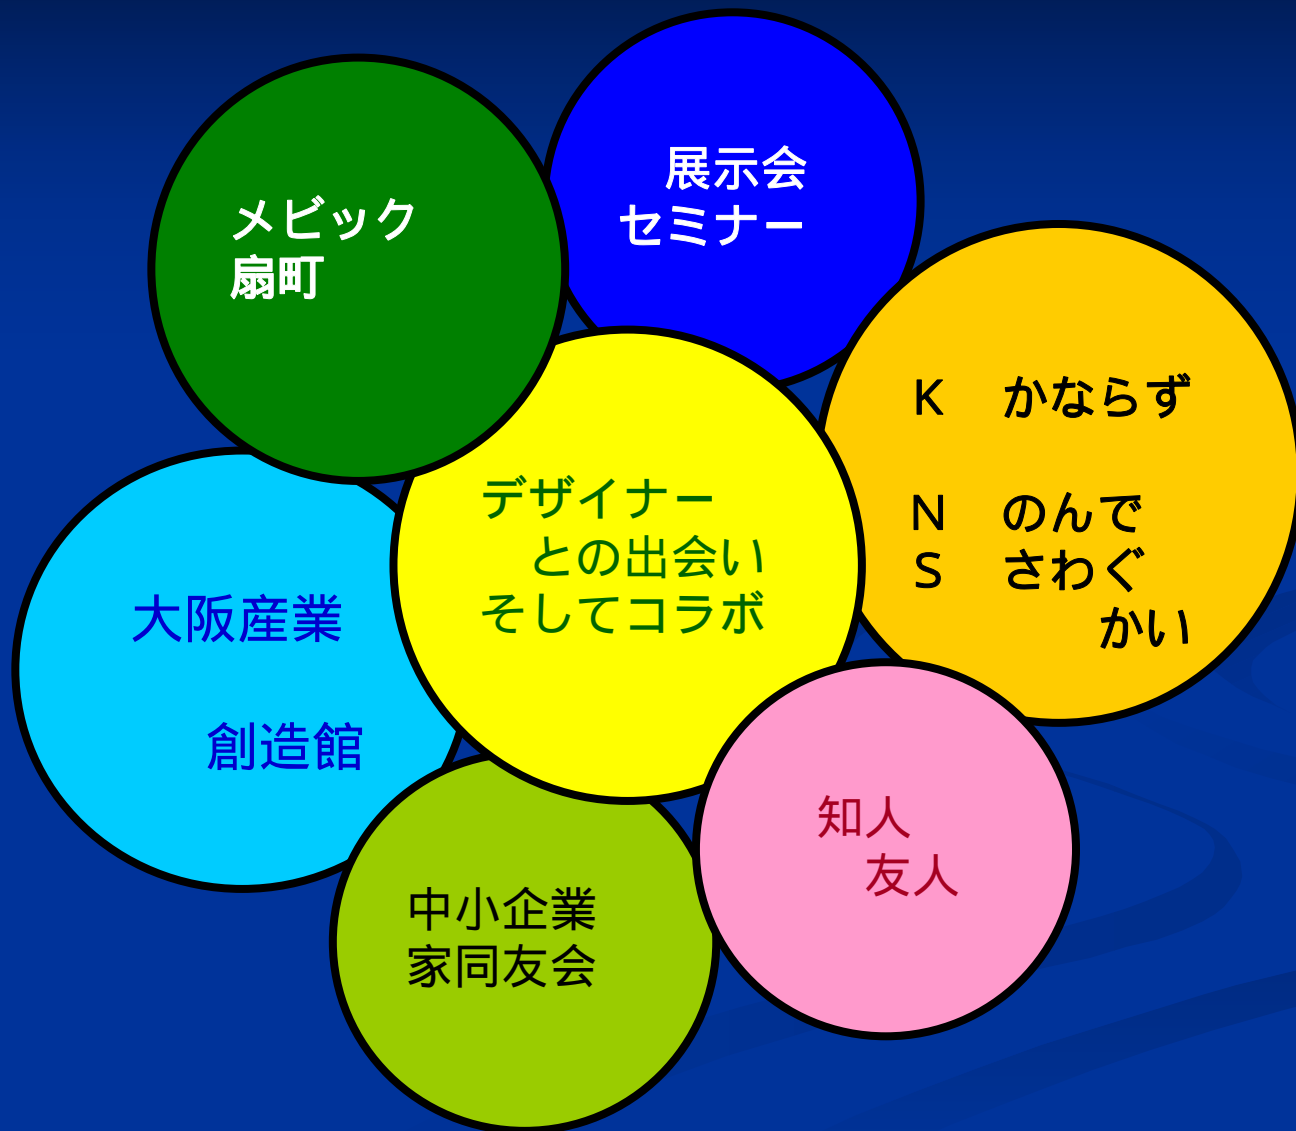 メビック
扇町
展示会
セミナー
K　かならず
N　のんで
S　さわぐ
かい
デザイナー
との出会い
そしてコラボ
大阪産業
創造館
知人
友人
中小企業
家同友会